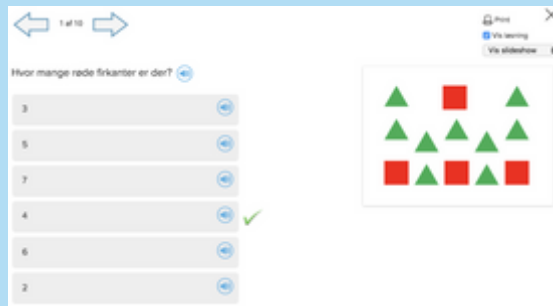 1 af 10
Print
Vis løsning
Vis slideshow
Hvor mange røde firkanter er der?
3
5
7
4
6
2